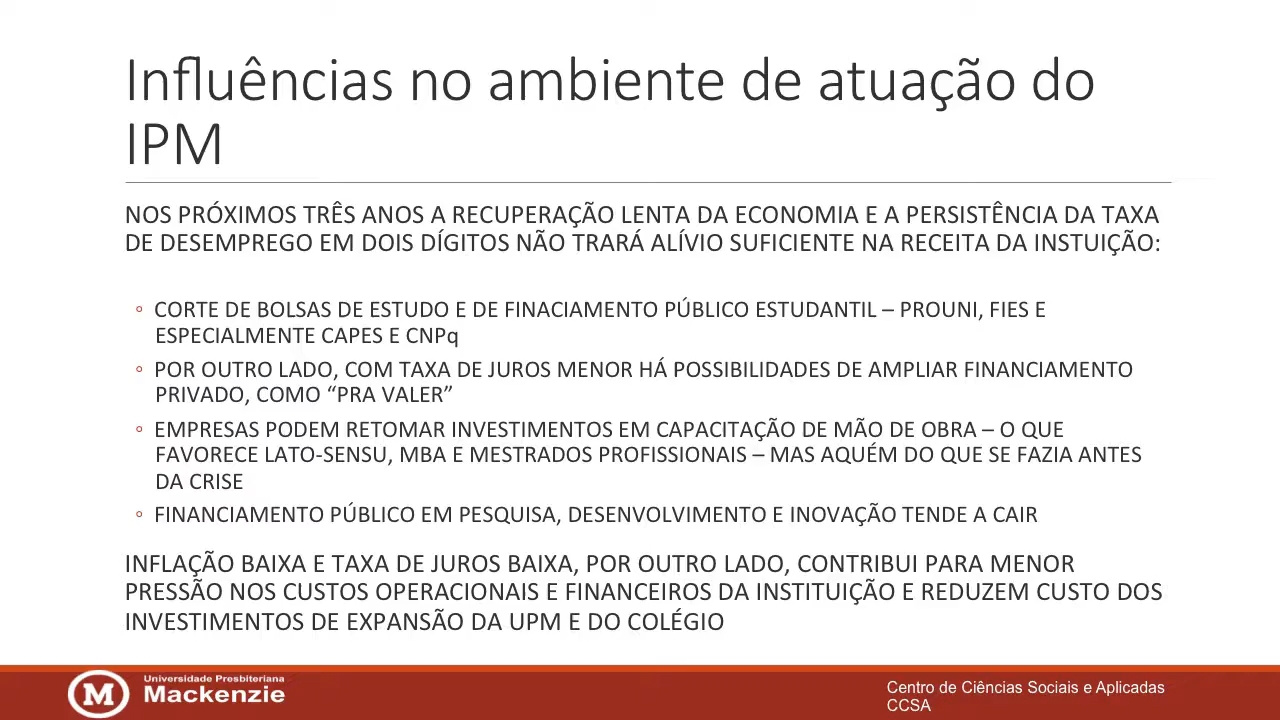 Influências no ambiente de atuação do
IPM
NOS PRÓXIMOS TRÊS ANOS A RECUPERAÇÃO LENTA DA ECONOMIA E A PERSISTÊNCIA DA TAXA
DE DESEMPREGO EM DOIS DÍGITOS NÃO TRARÁ ALÍVIO SUFICIENTE NA RECEITA DA INSTUIÇÃO:
◦ CORTE DE BOLSAS DE ESTUDO E DE FINACIAMENTO PÚBLICO ESTUDANTIL – PROUNI, FIES E
ESPECIALMENTE CAPES E CNPq
◦ POR OUTRO LADO, COM TAXA DE JUROS MENOR HÁ POSSIBILIDADES DE AMPLIAR FINANCIAMENTO
PRIVADO, COMO “PRA VALER”
◦ EMPRESAS PODEM RETOMAR INVESTIMENTOS EM CAPACITAÇÃO DE MÃO DE OBRA – O QUE
FAVORECE LATO-SENSU, MBA E MESTRADOS PROFISSIONAIS – MAS AQUÉM DO QUE SE FAZIA ANTES
DA CRISE
◦ FINANCIAMENTO PÚBLICO EM PESQUISA, DESENVOLVIMENTO E INOVAÇÃO TENDE A CAIR
INFLAÇÃO BAIXA E TAXA DE JUROS BAIXA, POR OUTRO LADO, CONTRIBUI PARA MENOR
PRESSÃO NOS CUSTOS OPERACIONAIS E FINANCEIROS DA INSTITUIÇÃO E REDUZEM CUSTO DOS
INVESTIMENTOS DE EXPANSÃO DA UPM E DO COLÉGIO
M
Universidade Presbiteriana
Mackenzie
Centro de Ciências Sociais e Aplicadas
CCSA